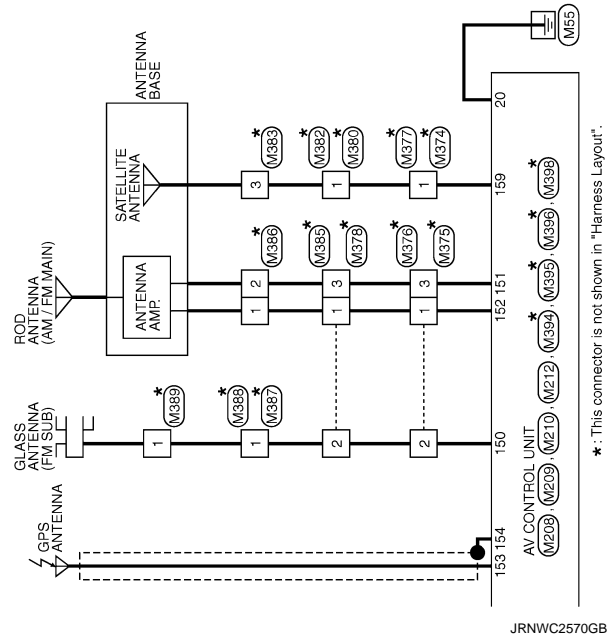 GPS
ANTENNA
GLASS
ANTENNA
(FM SUB)
ROD
ANTENNA
(AM / FM MAIN)
ANTENNA
AMP.
SATELLITE
ANTENNA
ANTENNA
BASE
1
*
M389
1
*
M388
*
M387
2
2
1 2
*
M386
1 3
*
M385
*
M378
1 3
*
M376
*
M375
3
*
M383
1
*
M382
*
M380
1
*
M377
*
M374
153 154
150
152 151
159
20
M55
AV CONTROL UNIT
M208 , M209 , M210 , M212 , *M394 , *M395 , *M396 , *M398
* : This connector is not shown in "Harness Layout".
JRNWC2570GB